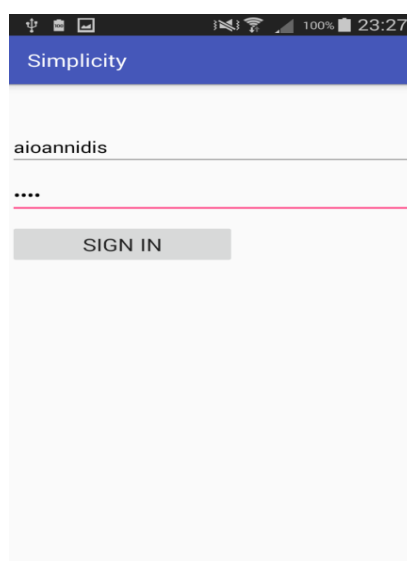 100% 23:27
Simplicity
aioannidis
••••
SIGN IN